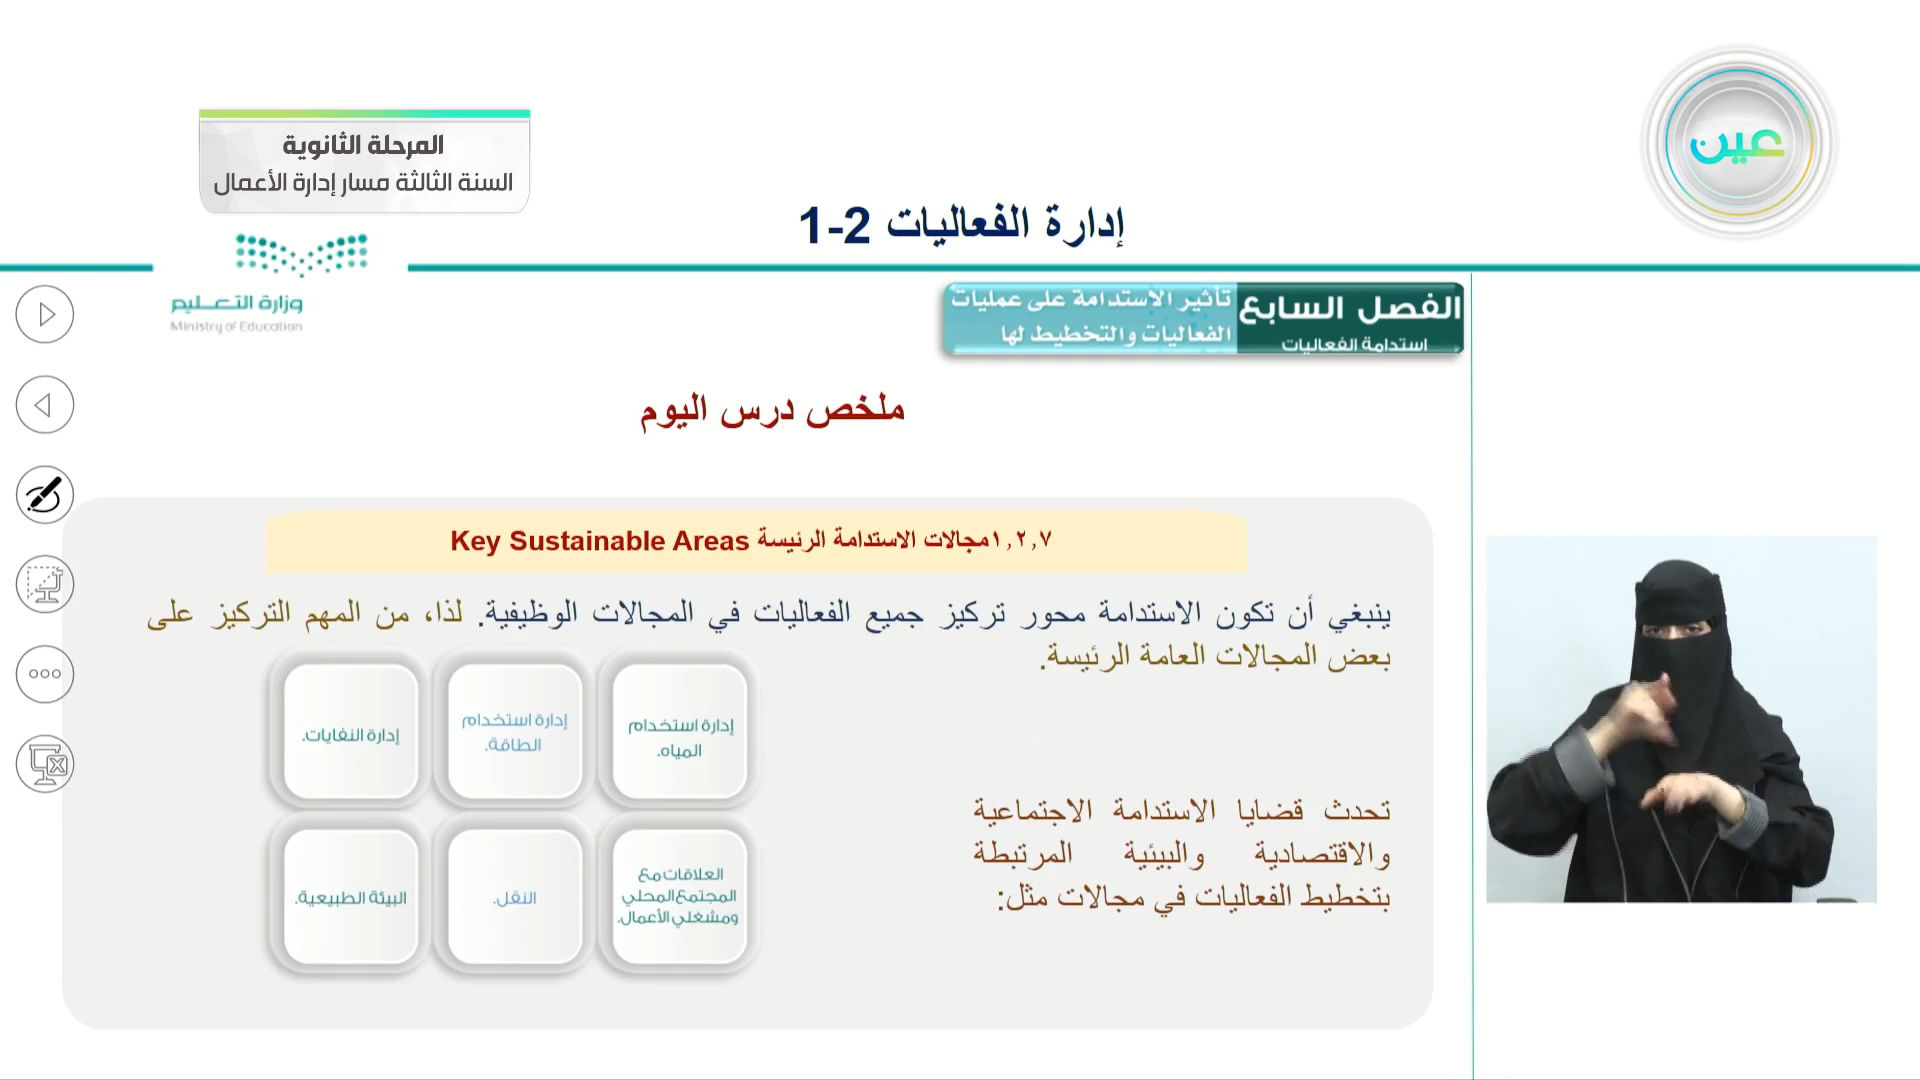 عين
المرحلة الثانوية
السنة الثالثة مسار إدارة الأعمال
إدارة الفعاليات 2-1
وزارة التعليم
Ministry of Education
الفصل السابع
استدامة الفعاليات
تأثير الاستدامة على عمليات
الفعاليات والتخطيط لها
ملخص درس اليوم
١,٢,٧مجالات الاستدامة الرئيسة Key Sustainable Areas
ينبغي أن تكون الاستدامة محور تركيز جميع الفعاليات في المجالات الوظيفية. لذا، من المهم التركيز على
بعض المجالات العامة الرئيسة.
تحدث قضايا الاستدامة الاجتماعية
والاقتصادية والبيئية المرتبطة
بتخطيط الفعاليات في مجالات مثل:
إدارة استخدام
المياه.
إدارة استخدام
الطاقة.
إدارة النفايات.
العلاقات مع
المجتمع المحلي
ومشغلي الأعمال.
النقل.
البيئة الطبيعية.